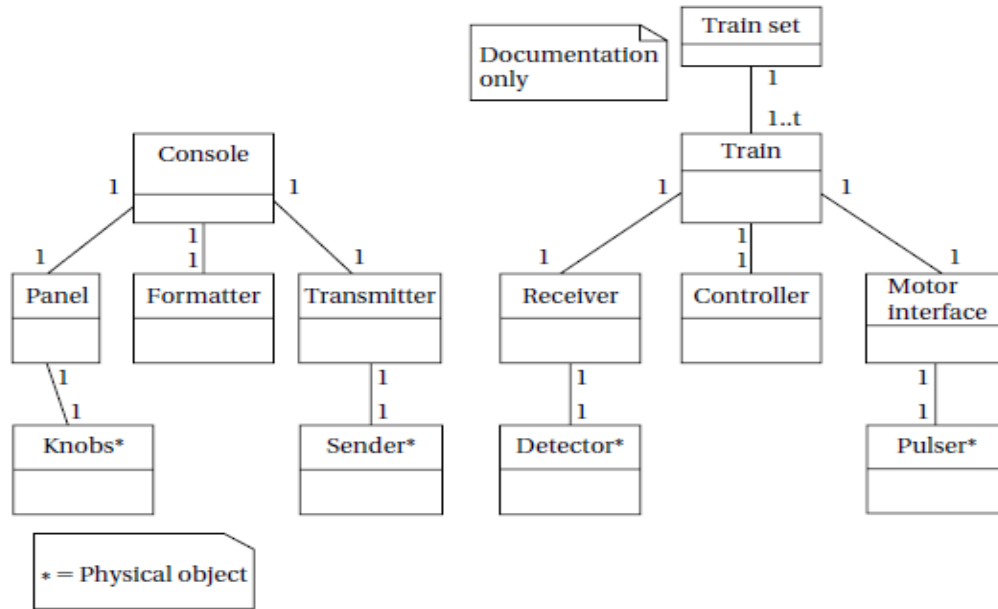 Train set
Documentation
only
1
1..t
Console
Train
1 1 1 1
1 1
1 1 1 1 1 1
Panel Formatter Transmitter Receiver Controller Motor
interface
1 1 1 1
1 1 1 1
Knobs* Sender* Detector* Pulser*
* = Physical object